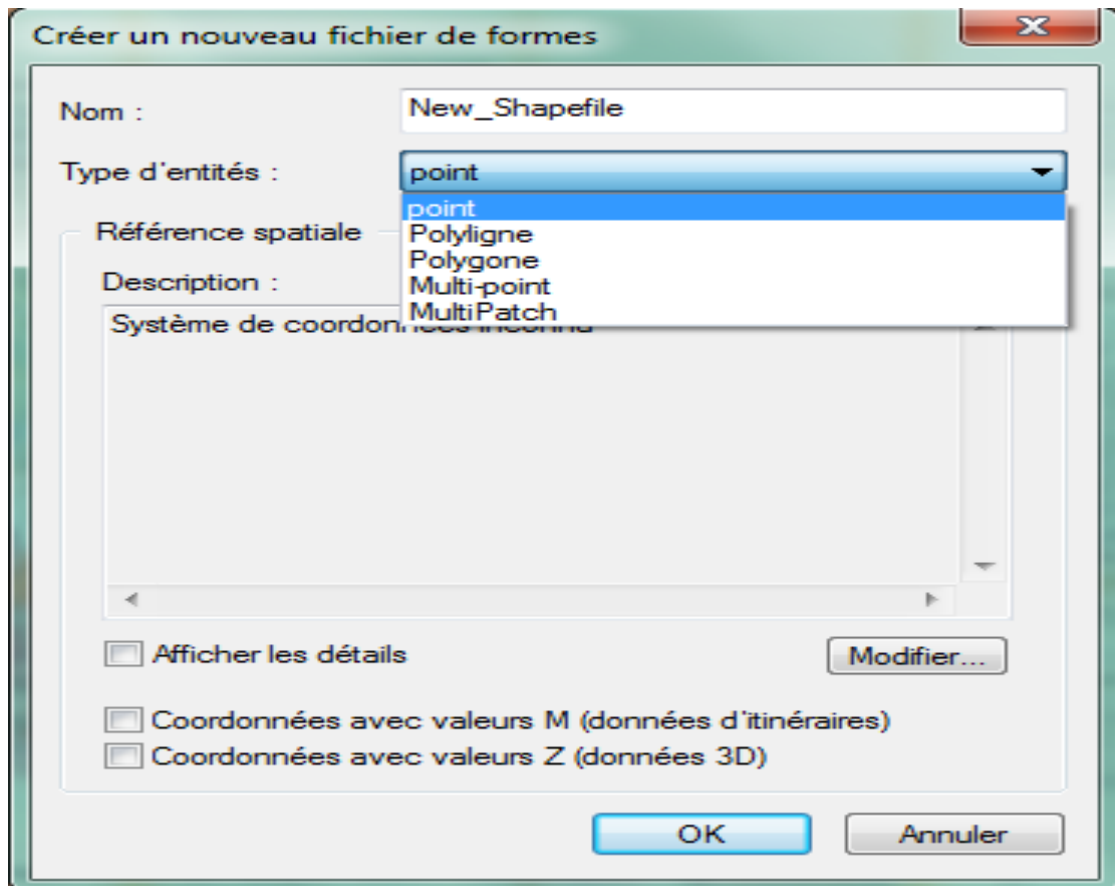 Créer un nouveau fichier de formes
Nom :
New_Shapefile
Type d'entités :
point
point
Polyligne
Polygone
Multi-point
MultiPatch
Référence spatiale
Description :
Système de coordonnées inconnu
Afficher les détails
Modifier...
Coordonnées avec valeurs M (données d'itinéraires)
Coordonnées avec valeurs Z (données 3D)
OK
Annuler